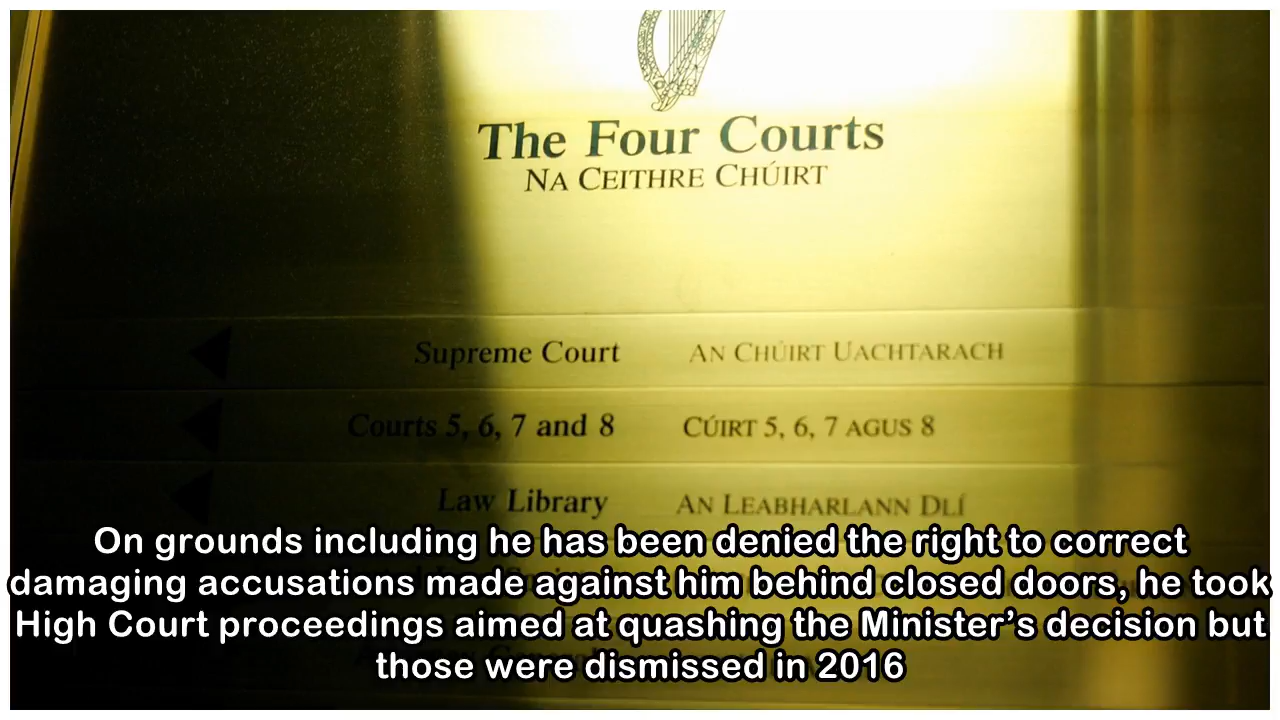 The Four Courts
NA CEITHRE CHÚIRT
Supreme Court AN CHÚIRT UACHTARACH
Courts 5, 6, 7 and 8 CÚIRT 5, 6, 7 AGUS 8
Law Library AN LEABHARLANN DLÍ
On grounds including he has been denied the right to correct
damaging accusations made against him behind closed doors, he took
High Court proceedings aimed at quashing the Minister’s decision but
those were dismissed in 2016